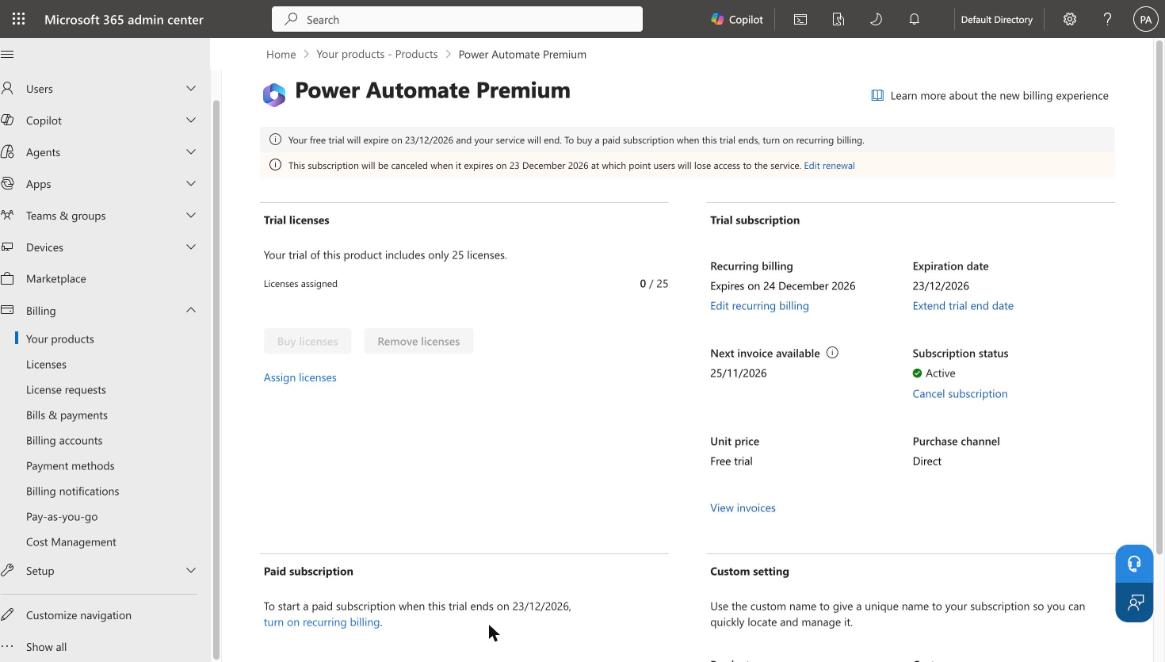 Microsoft 365 admin center
Search
Copilot
Default Directory
PA
Users
Copilot
Agents
Apps
Teams & groups
Devices
Marketplace
Billing
Your products
Licenses
License requests
Bills & payments
Billing accounts
Payment methods
Billing notifications
Pay-as-you-go
Cost Management
Setup
Customize navigation
Show all
Home > Your products - Products > Power Automate Premium
Power Automate Premium
Learn more about the new billing experience
Your free trial will expire on 23/12/2026 and your service will end. To buy a paid subscription when this trial ends, turn on recurring billing.
This subscription will be canceled when it expires on 23 December 2026 at which point users will lose access to the service. Edit renewal
Trial licenses
Your trial of this product includes only 25 licenses.
Licenses assigned 0 / 25
Buy licenses Remove licenses
Assign licenses
Trial subscription
Recurring billing
Expires on 24 December 2026
Edit recurring billing
Expiration date
23/12/2026
Extend trial end date
Next invoice available
25/11/2026
Subscription status
Active
Cancel subscription
Unit price
Free trial
Purchase channel
Direct
View invoices
Paid subscription
To start a paid subscription when this trial ends on 23/12/2026,
turn on recurring billing.
Custom setting
Use the custom name to give a unique name to your subscription so you can
quickly locate and manage it.